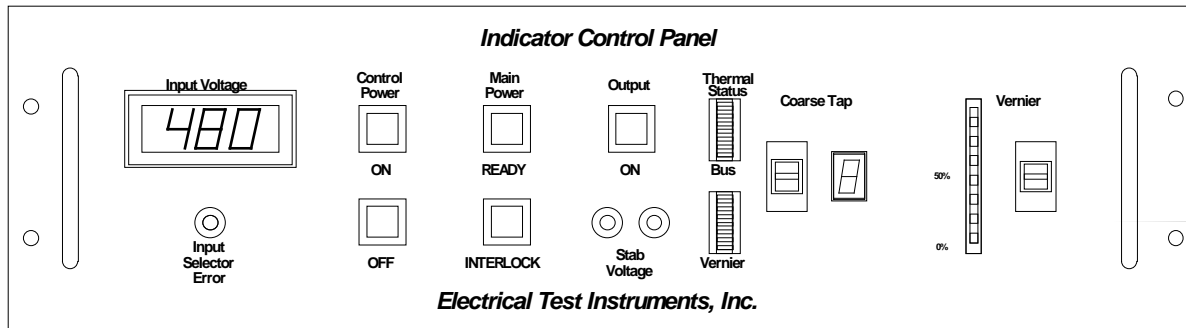 Indicator Control Panel
Input Voltage
480
Control
Power
Main
Power
Output
Thermal
Status
Coarse Tap
Vernier
ON
READY
ON
Bus
50%
0%
Input
Selector
Error
OFF
INTERLOCK
Stab
Voltage
Vernier
Electrical Test Instruments, Inc.